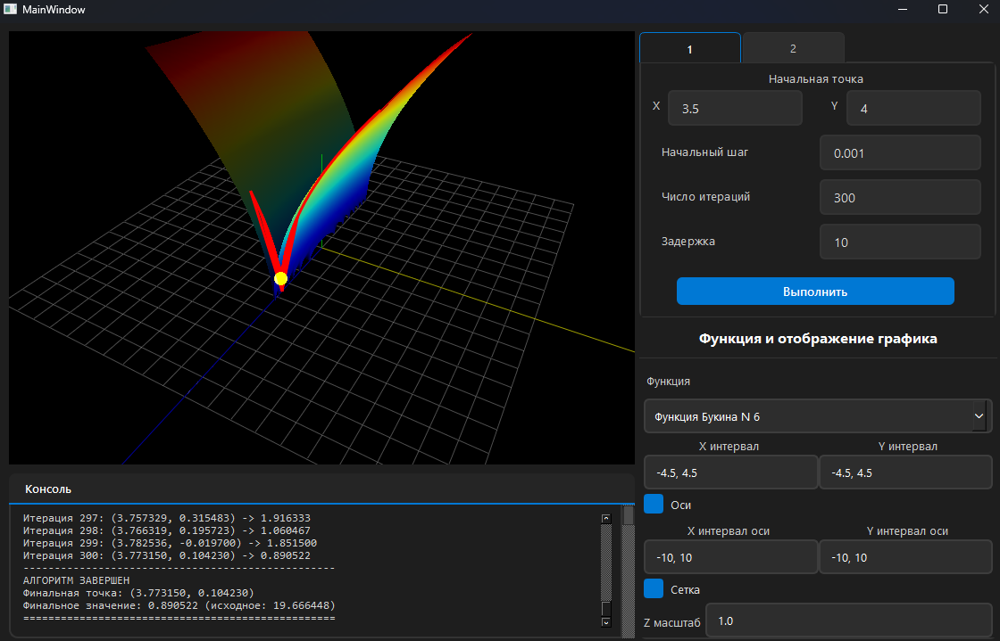 MainWindow
1
2
Начальная точка
X 3.5 Y 4
Начальный шаг 0.001
Число итераций 300
Задержка 10
Выполнить
Функция и отображение графика
Функция
Функция Букина N 6
X интервал Y интервал
-4.5, 4.5 -4.5, 4.5
Оси
X интервал оси Y интервал оси
-10, 10 -10, 10
Сетка
Z масштаб 1.0
Консоль
Итерация 297: (3.757329, 0.315483) -> 1.916333
Итерация 298: (3.766319, 0.195723) -> 1.060467
Итерация 299: (3.782536, -0.019700) -> 1.851500
Итерация 300: (3.773150, 0.104230) -> 0.890522
--------------------------------------------------
АЛГОРИТМ ЗАВЕРШЕН
Финальная точка: (3.773150, 0.104230)
Финальное значение: 0.890522 (исходное: 19.666448)
==================================================